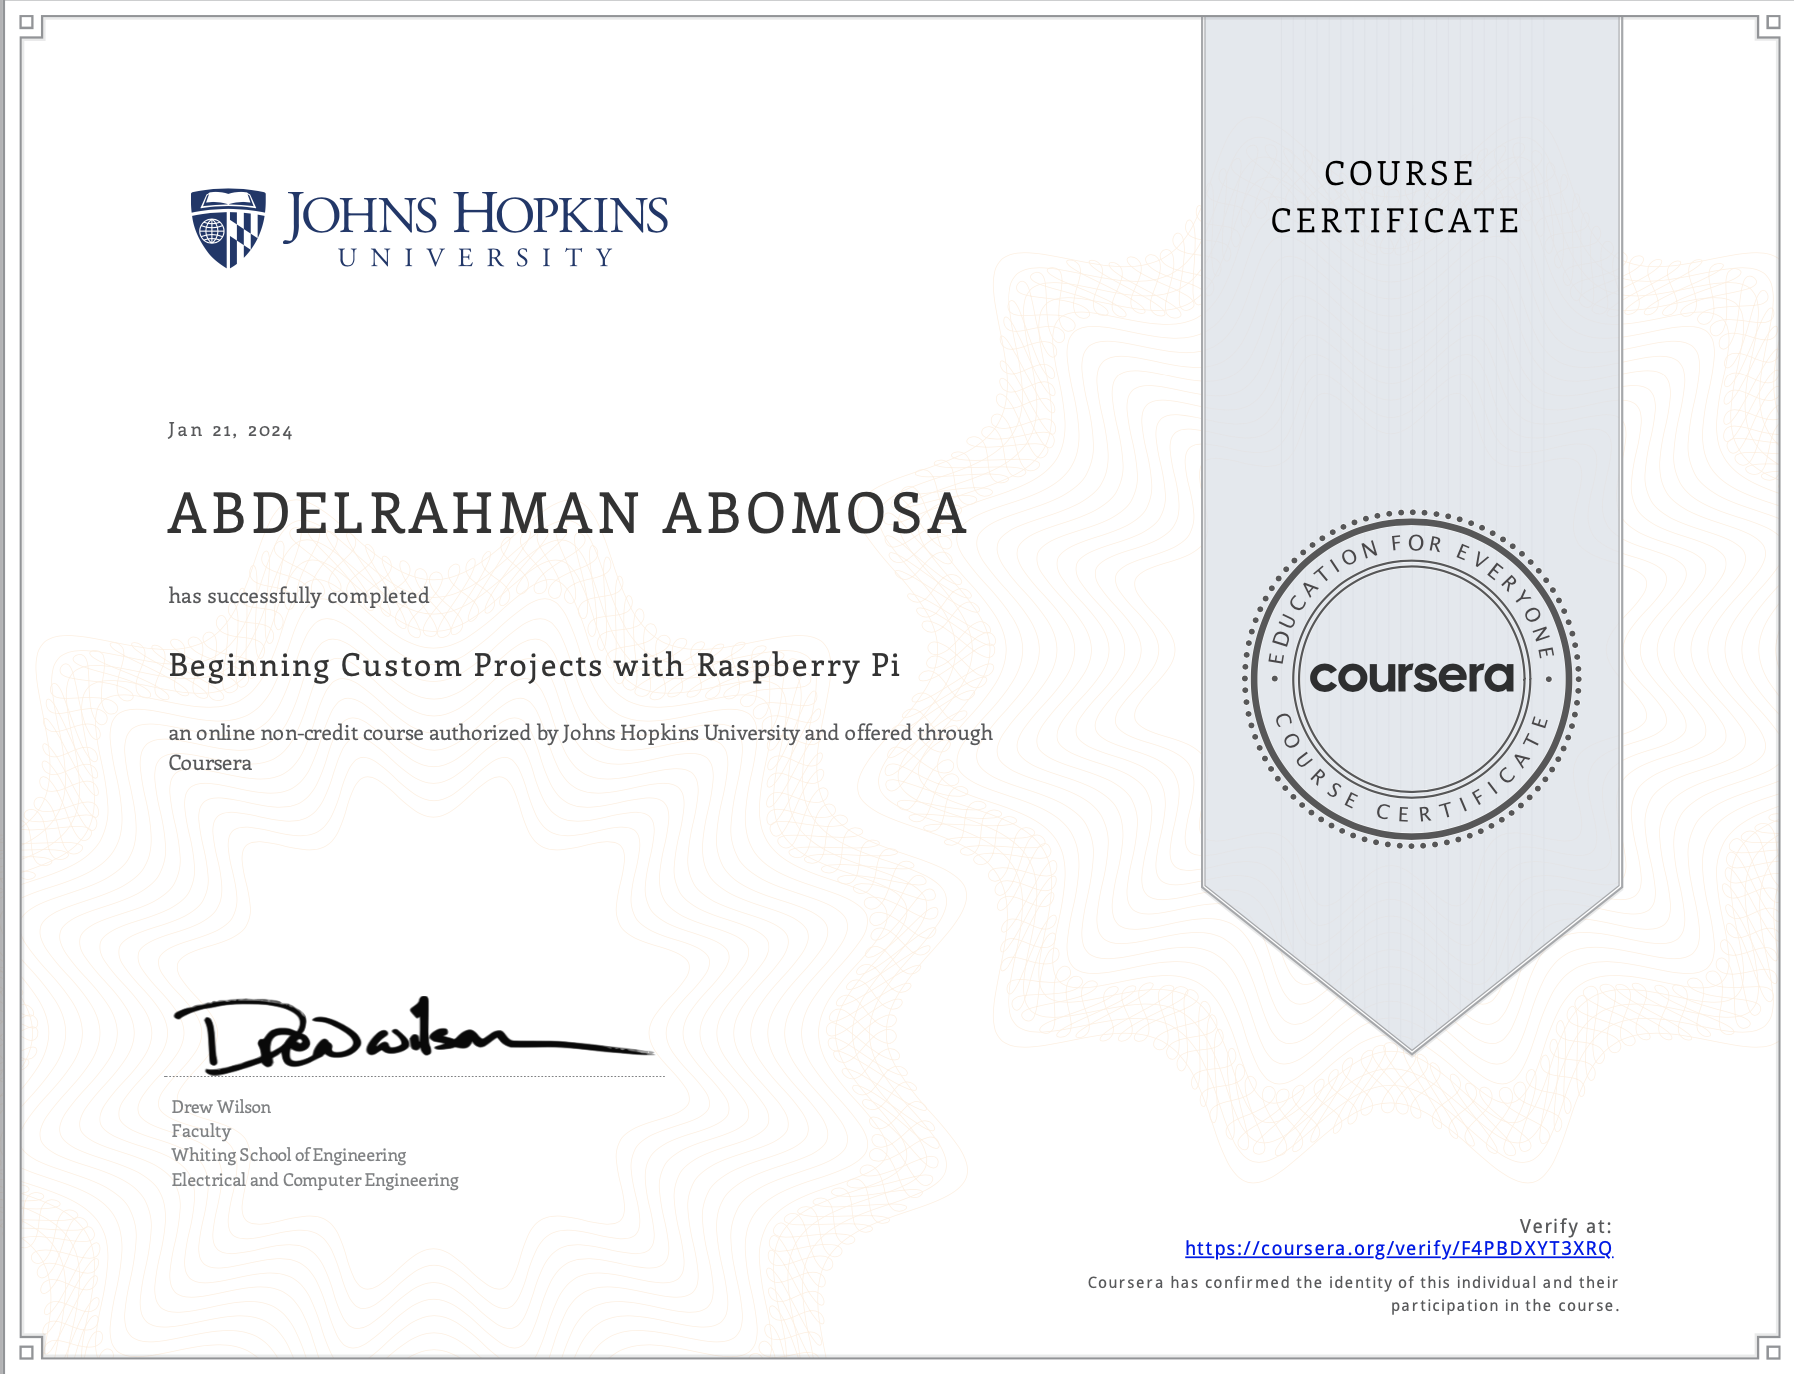 JOHNS HOPKINS
UNIVERSITY
COURSE
CERTIFICATE
Jan 21, 2024
ABDELRAHMAN ABOMOSA
has successfully completed
Beginning Custom Projects with Raspberry Pi
an online non-credit course authorized by Johns Hopkins University and offered through
Coursera
EDUCATION FOR EVERYONE
coursera
COURSE CERTIFICATE
Drew Wilson
Drew Wilson
Faculty
Whiting School of Engineering
Electrical and Computer Engineering
Verify at:
https://coursera.org/verify/F4PBDXYT3XRQ
Coursera has confirmed the identity of this individual and their
participation in the course.